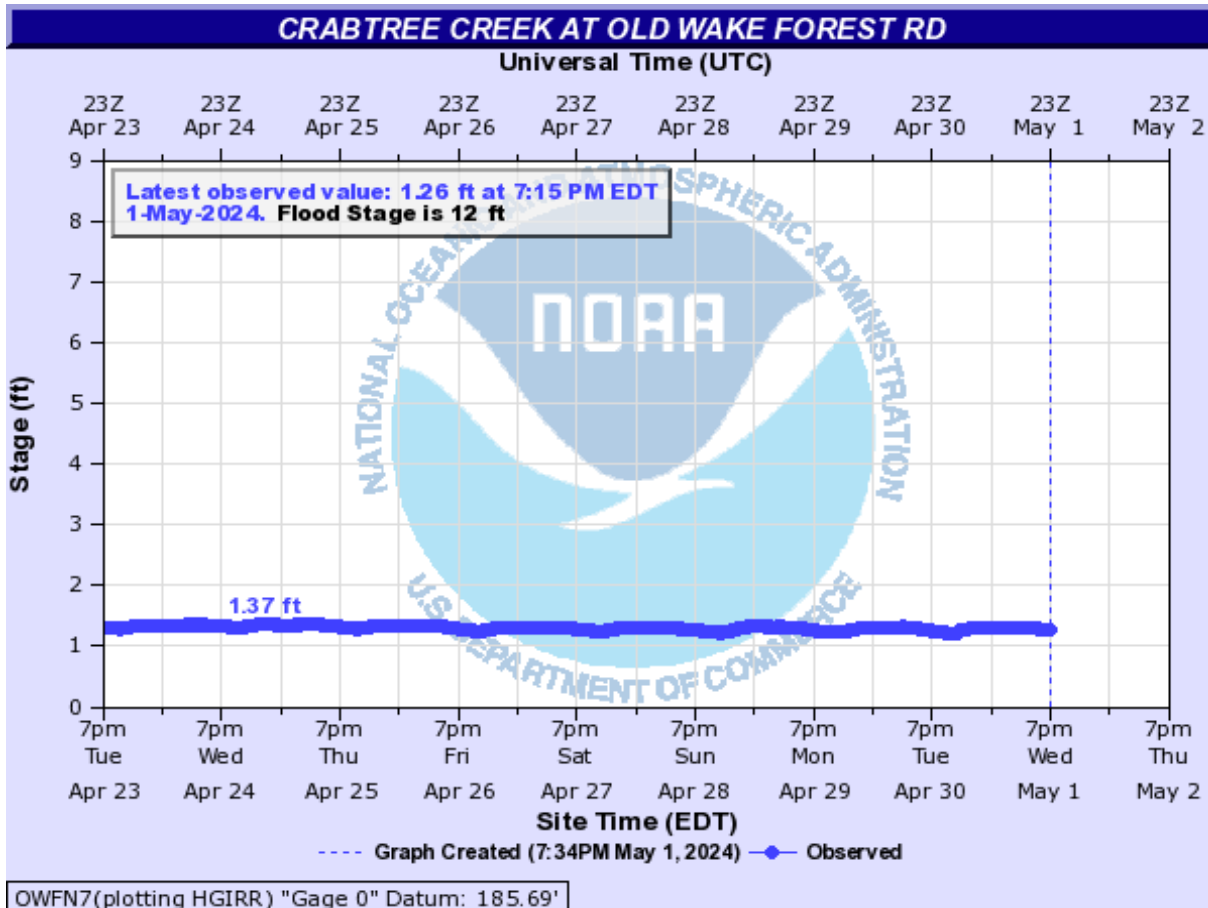 CRABTREE CREEK AT OLD WAKE FOREST RD
Universal Time (UTC)
23Z 23Z 23Z 23Z 23Z 23Z 23Z 23Z 23Z 23Z
Apr 23 Apr 24 Apr 25 Apr 26 Apr 27 Apr 28 Apr 29 Apr 30 May 1 May 2
Latest observed value: 1.26 ft at 7:15 PM EDT
1-May-2024. Flood Stage is 12 ft
NATIONAL OCEANIC AND ATMOSPHERIC ADMINISTRATION
NOAA
U.S. DEPARTMENT OF COMMERCE
Stage (ft)
9
8
7
6
5
4
3
2
1
0
1.37 ft
7pm 7pm 7pm 7pm 7pm 7pm 7pm 7pm 7pm 7pm
Tue Wed Thu Fri Sat Sun Mon Tue Wed Thu
Apr 23 Apr 24 Apr 25 Apr 26 Apr 27 Apr 28 Apr 29 Apr 30 May 1 May 2
Site Time (EDT)
Graph Created (7:34PM May 1, 2024) Observed
OWFN7(plotting HGIRR) "Gage 0" Datum: 185.69'